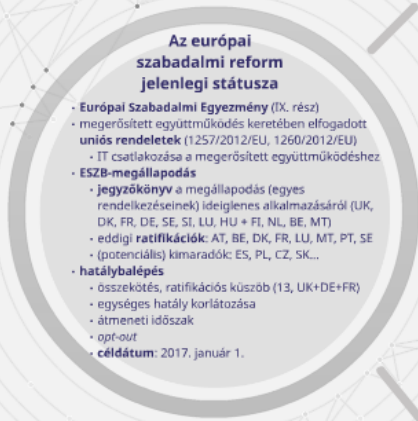 Az európai
szabadalmi reform
jelenlegi státusza
• Európai Szabadalmi Egyezmény (IX. rész)
• megerősített együttműködés keretében elfogadott
uniós rendeletek (1257/2012/EU, 1260/2012/EU)
• IT csatlakozása a megerősített együttműködéshez
• ESZB-megállapodás
• jegyzőkönyv a megállapodás (egyes
rendelkezéseinek) ideiglenes alkalmazásáról (UK,
DK, FR, DE, SE, SI, LU, HU + FI, NL, BE, MT)
• eddigi ratifikációk: AT, BE, DK, FR, LU, MT, PT, SE
• (potenciális) kimaradók: ES, PL, CZ, SK...
• hatálybalépés
• összekötés, ratifikációs küszöb (13, UK+DE+FR)
• egységes hatály korlátozása
• átmeneti időszak
• opt-out
• céldátum: 2017. január 1.